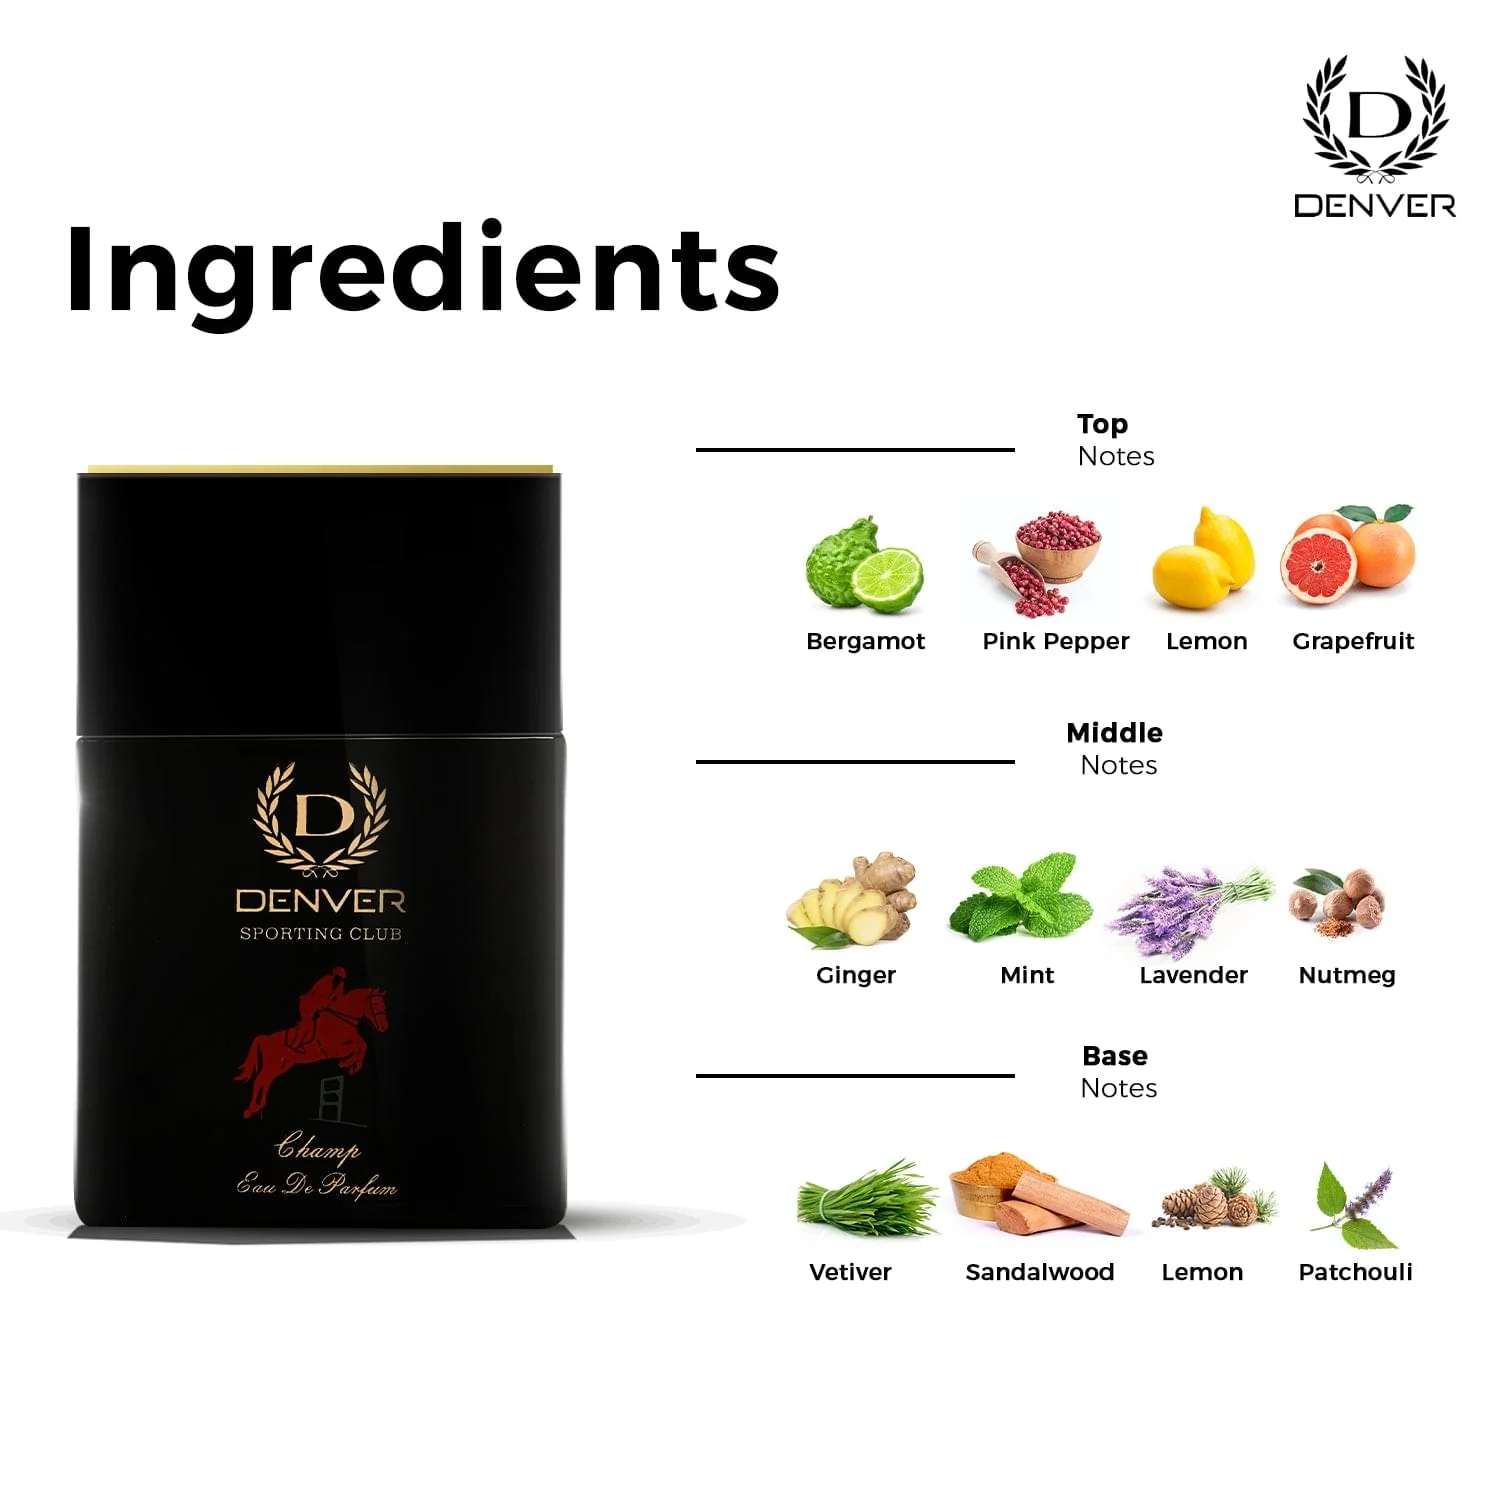 D
DENVER
Ingredients
Top
Notes
Bergamot Pink Pepper Lemon Grapefruit
Middle
Notes
Ginger Mint Lavender Nutmeg
Base
Notes
Vetiver Sandalwood Lemon Patchouli
D
DENVER
SPORTING CLUB
Champ
Eau De Parfum